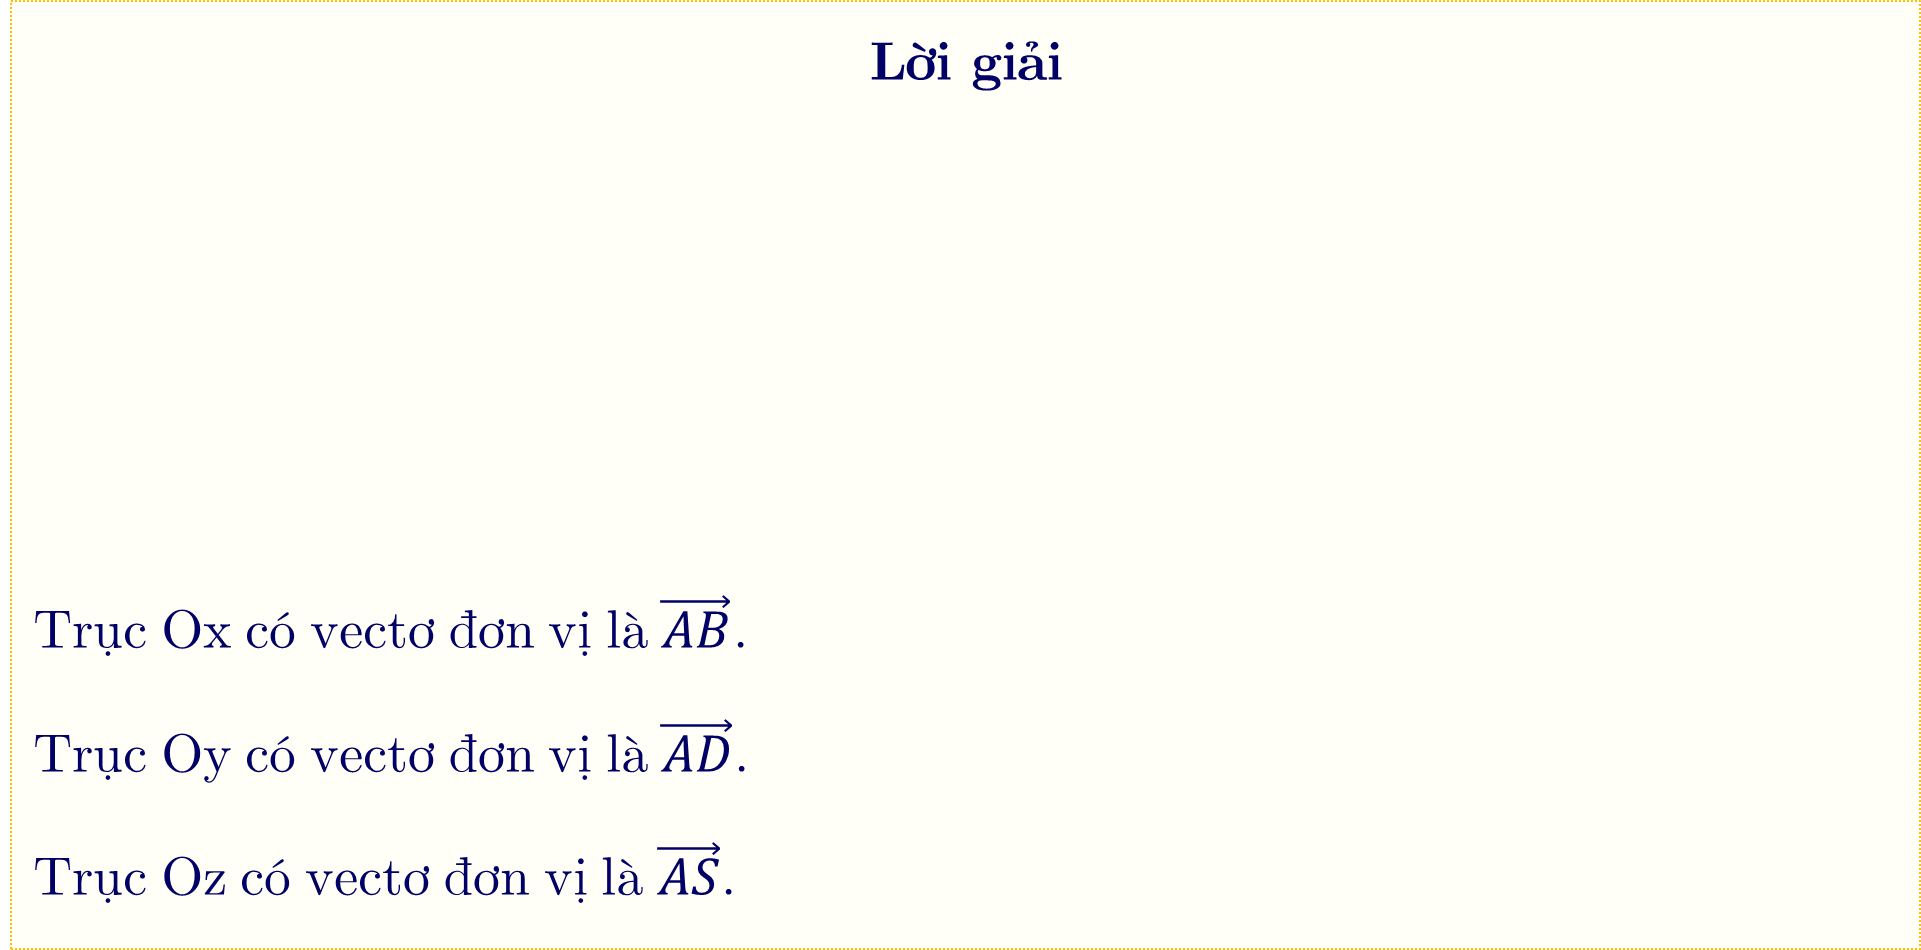 Lời giải
Trục Ox có vectơ đơn vị là $\overrightarrow{AB}$.
Trục Oy có vectơ đơn vị là $\overrightarrow{AD}$.
Trục Oz có vectơ đơn vị là $\overrightarrow{AS}$.